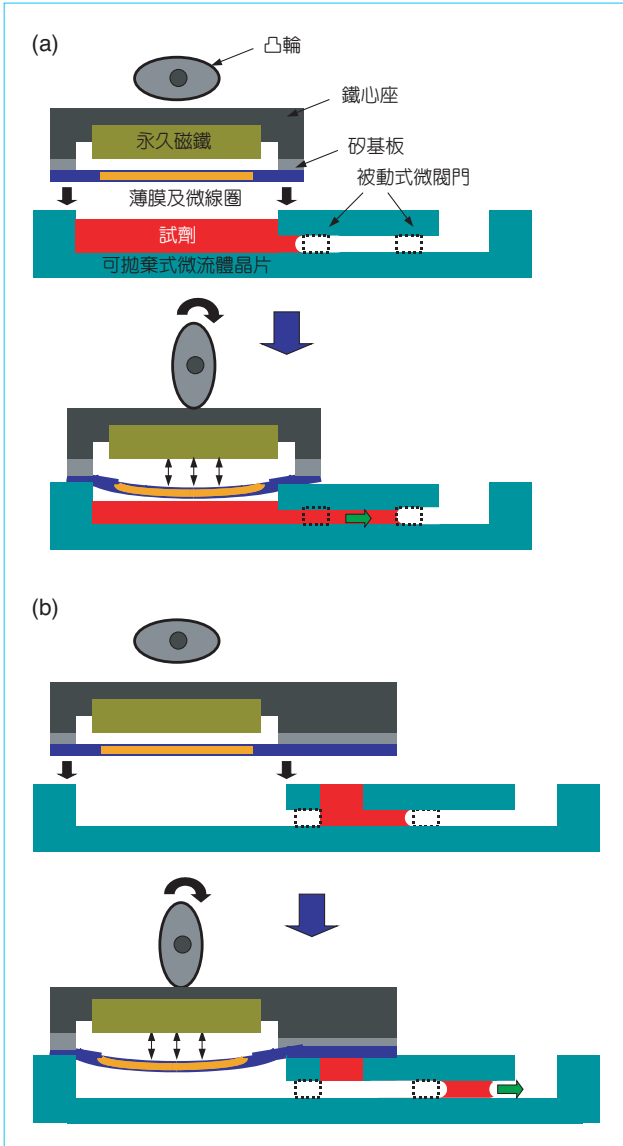 (a)
凸輪
鐵心座
永久磁鐵
矽基板
薄膜及微線圈
被動式微閥門
試劑
可拋棄式微流體晶片
(b)